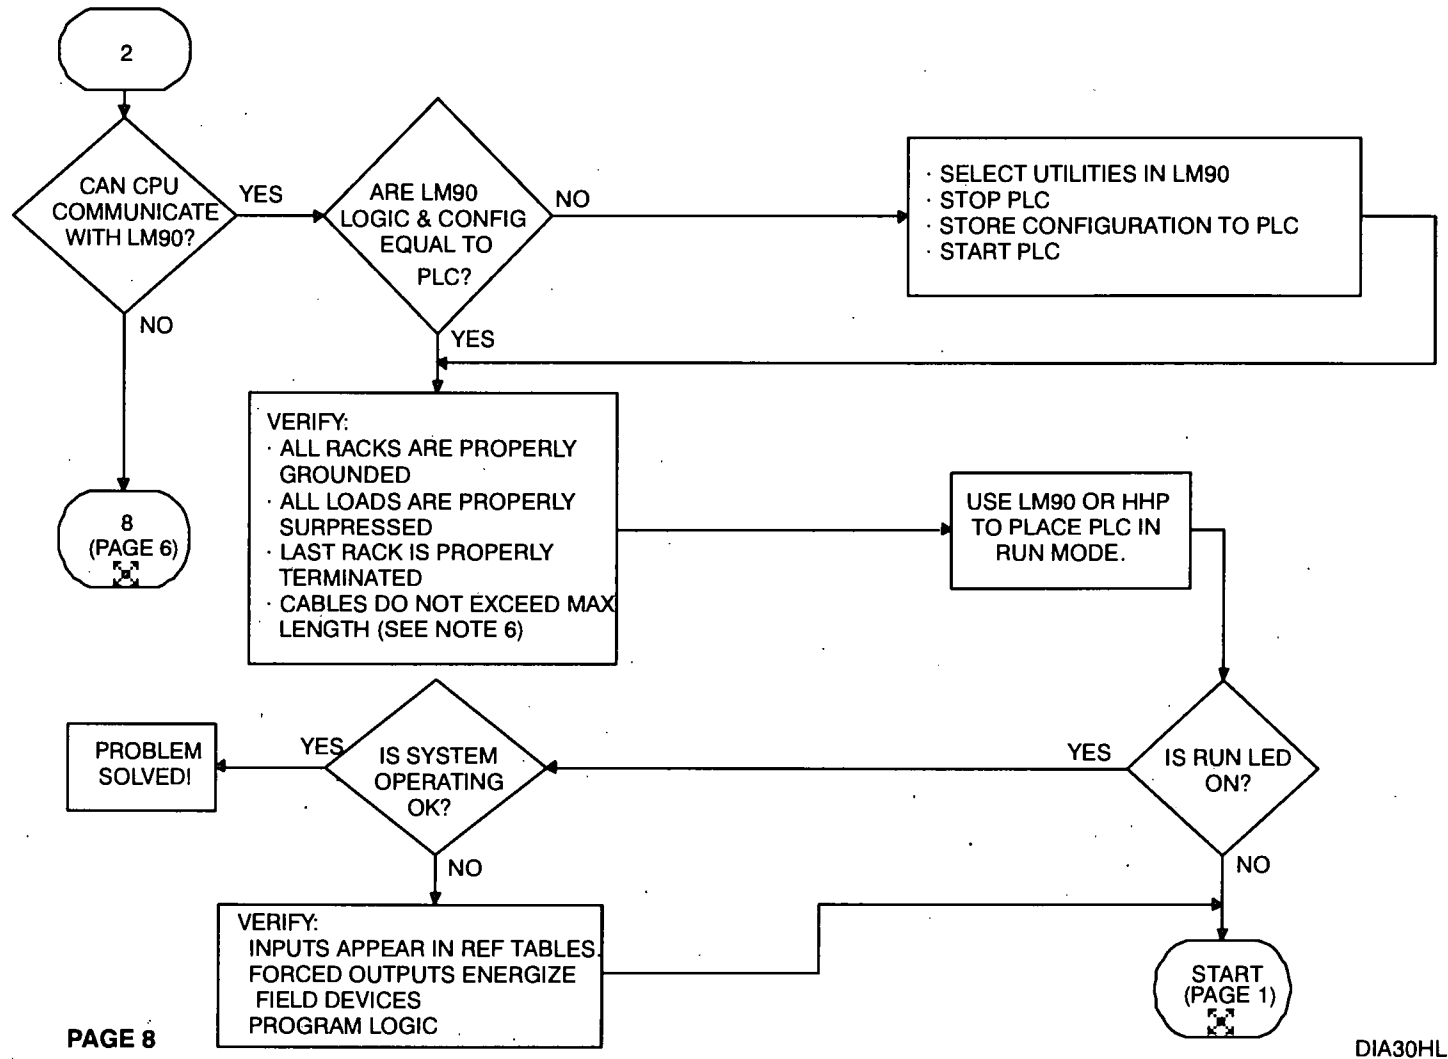 2
CAN CPU
COMMUNICATE
WITH LM90?
YES
NO
8
(PAGE 6)
ARE LM90
LOGIC & CONFIG
EQUAL TO
PLC?
NO
YES
· SELECT UTILITIES IN LM90
· STOP PLC
· STORE CONFIGURATION TO PLC
· START PLC
VERIFY:
· ALL RACKS ARE PROPERLY
GROUNDED
· ALL LOADS ARE PROPERLY
SURPRESSED
· LAST RACK IS PROPERLY
TERMINATED
· CABLES DO NOT EXCEED MAX
LENGTH (SEE NOTE 6)
USE LM90 OR HHP
TO PLACE PLC IN
RUN MODE.
IS RUN LED
ON?
YES
NO
IS SYSTEM
OPERATING
OK?
YES
NO
PROBLEM
SOLVED!
VERIFY:
INPUTS APPEAR IN REF TABLES.
FORCED OUTPUTS ENERGIZE
FIELD DEVICES
PROGRAM LOGIC
START
(PAGE 1)
PAGE 8
DIA30HL